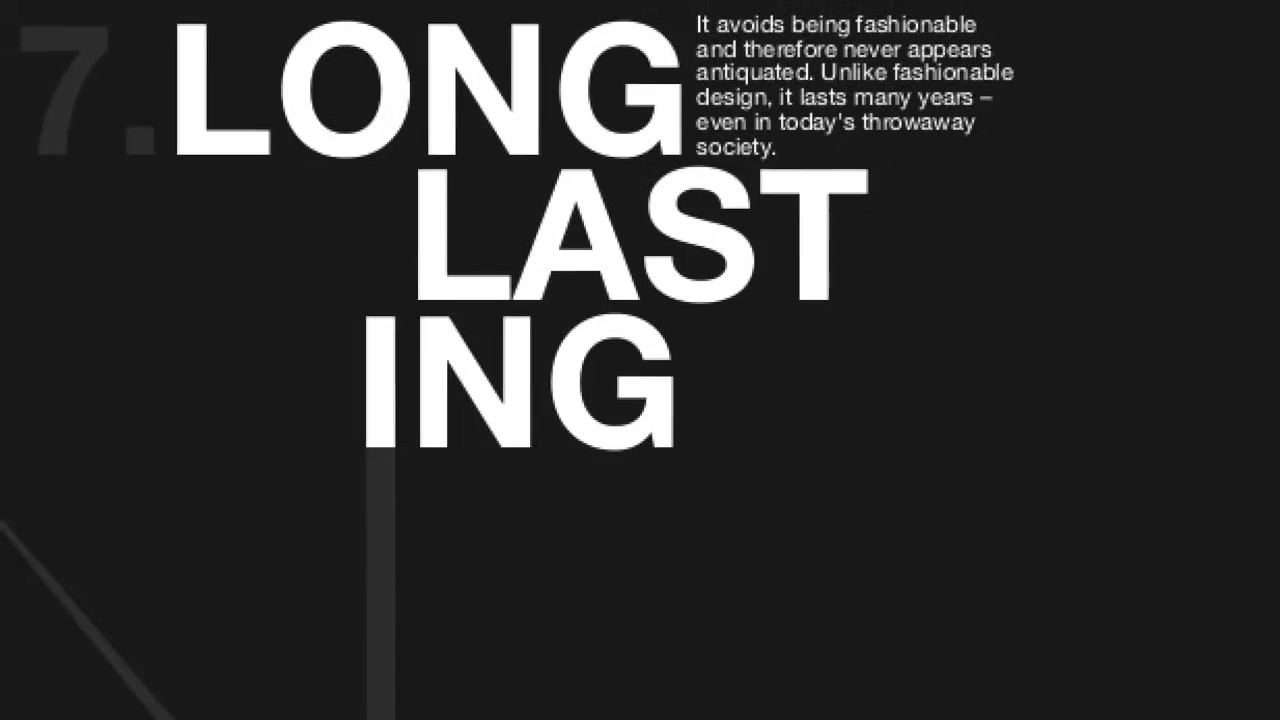 7. LONG
LAST
ING
It avoids being fashionable
and therefore never appears
antiquated. Unlike fashionable
design, it lasts many years –
even in today's throwaway
society.